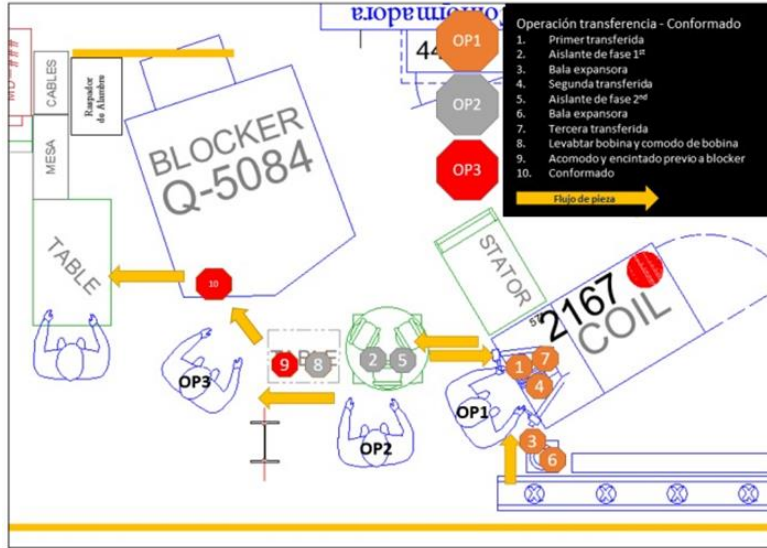 Conformadora
44
OP1
OP2
OP3
Operación transferencia - Conformado
1. Primer transferida
2. Aislante de fase 1st
3. Bala expansora
4. Segunda transferida
5. Aislante de fase 2nd
6. Bala expansora
7. Tercera transferida
8. Levabtar bobina y comodo de bobina
9. Acomodo y encintado previo a blocker
10. Conformado
Flujo de pieza
MD-###
CABLES
Raspador
de Alambre
MESA
BLOCKER
Q-5084
TABLE
STATOR
2167
COIL
10
TABLE
9
8
2
5
1
7
4
3
6
OP3
OP2
OP1